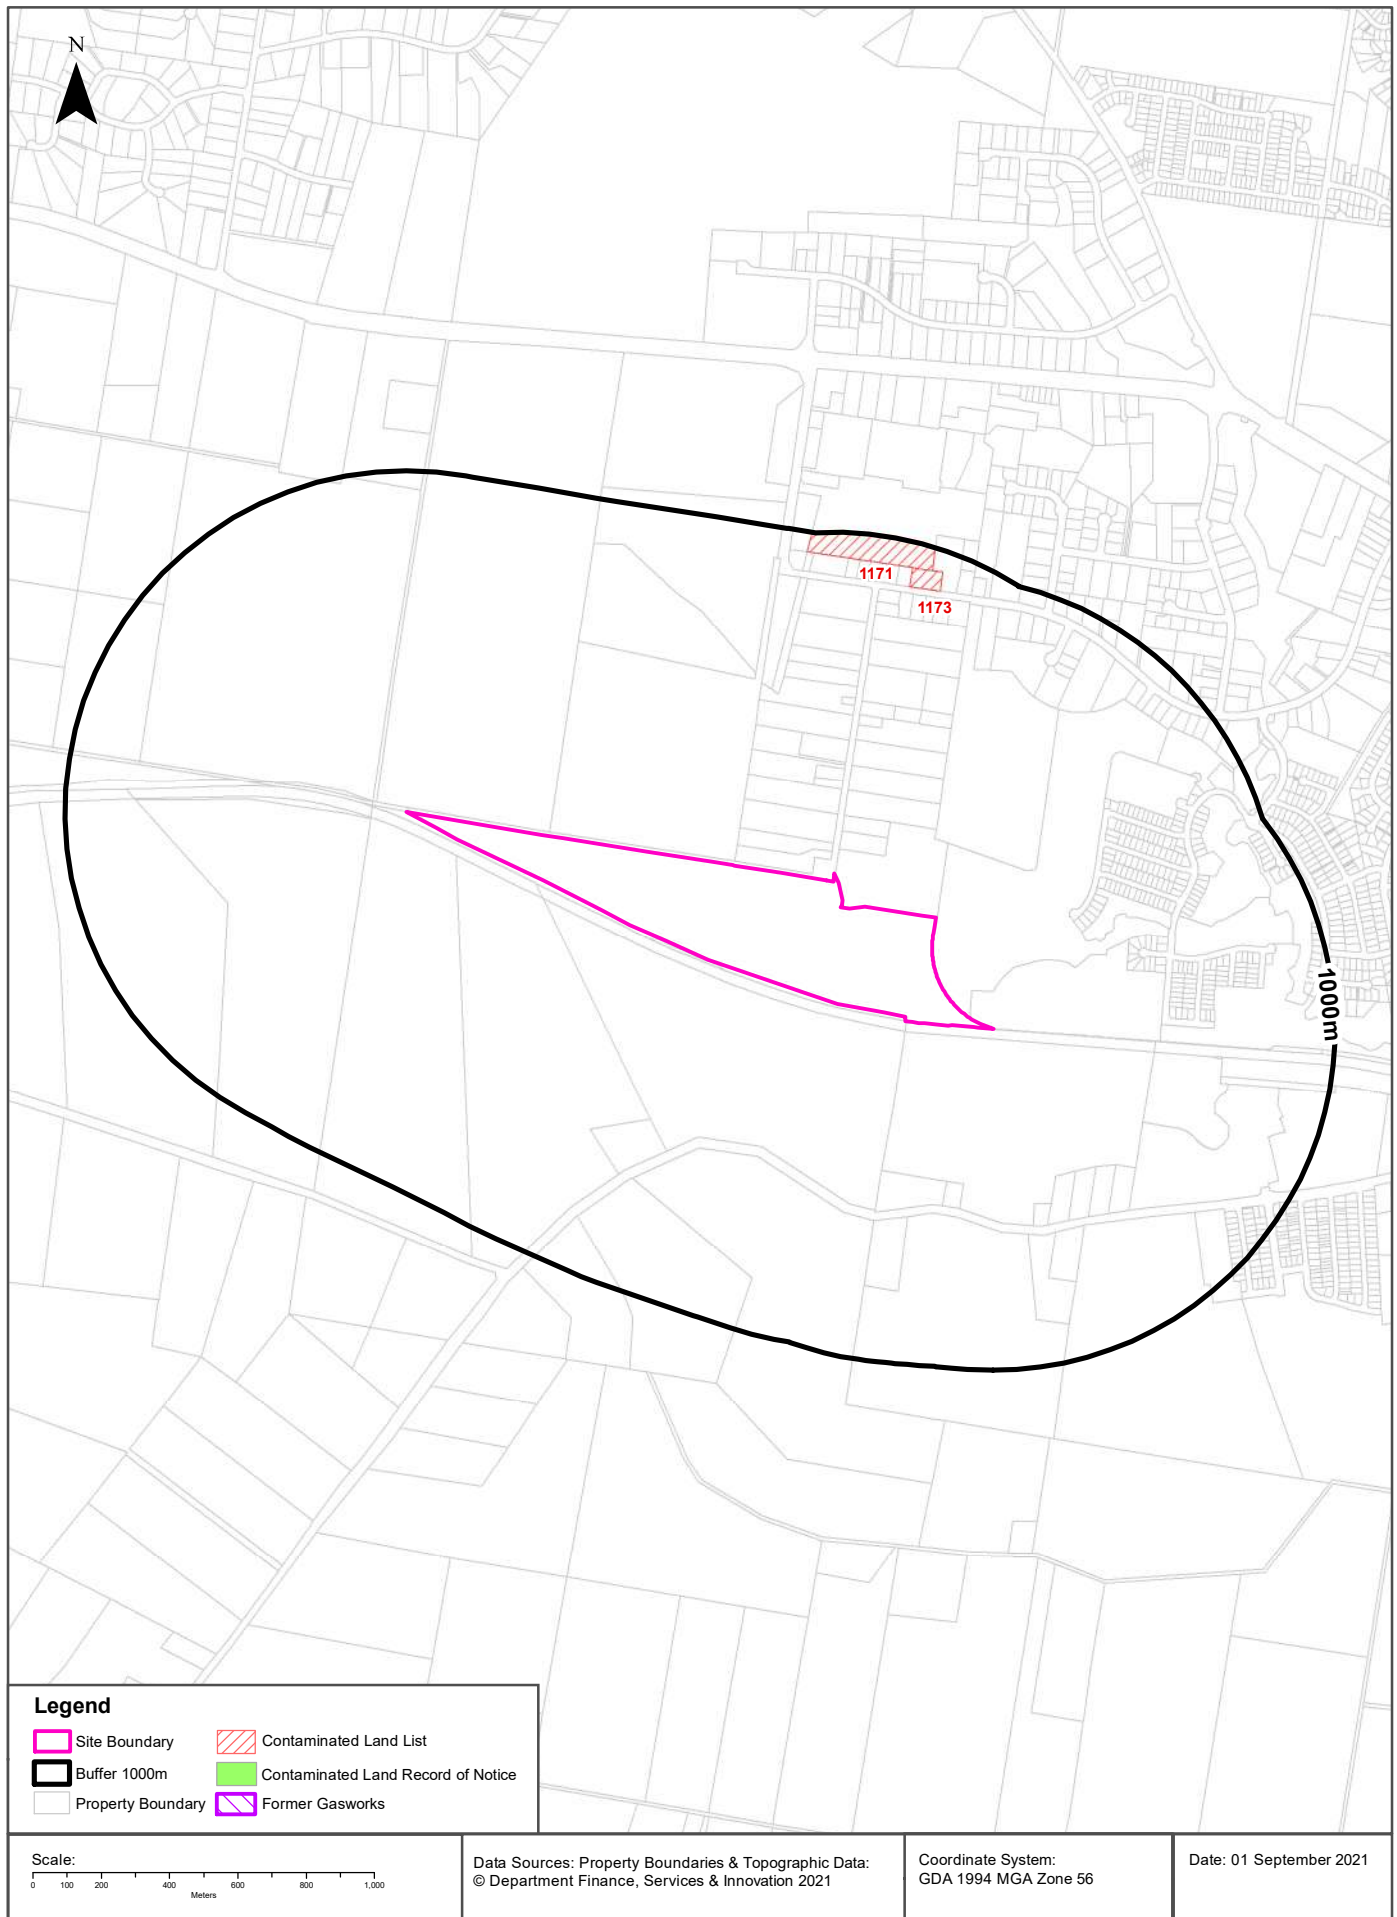 N
1171
1173
1000m
Legend
Site Boundary
Contaminated Land List
Buffer 1000m
Contaminated Land Record of Notice
Property Boundary
Former Gasworks
Scale:
0 100 200 400 600 800 1,000
Meters
Data Sources: Property Boundaries & Topographic Data:
© Department Finance, Services & Innovation 2021
Coordinate System:
GDA 1994 MGA Zone 56
Date: 01 September 2021